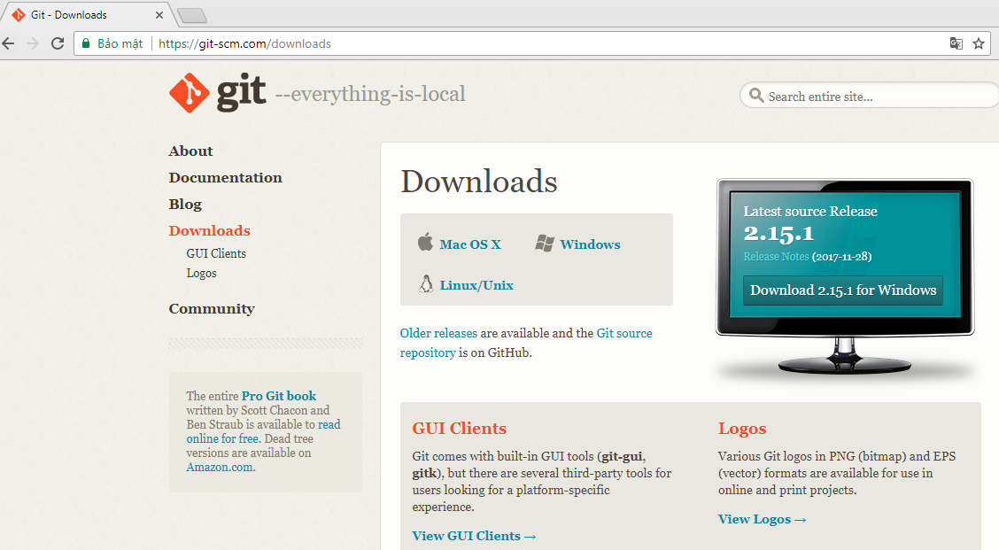 Git - Downloads
Bảo mật
https://git-scm.com/downloads
git --everything-is-local
Search entire site...
About
Documentation
Blog
Downloads
GUI Clients
Logos
Community
The entire Pro Git book
written by Scott Chacon and
Ben Straub is available to read
online for free. Dead tree
versions are available on
Amazon.com.
Downloads
Mac OS X
Windows
Linux/Unix
Older releases are available and the Git source
repository is on GitHub.
Latest source Release
2.15.1
Release Notes (2017-11-28)
Download 2.15.1 for Windows
GUI Clients
Git comes with built-in GUI tools (git-gui,
gitk), but there are several third-party tools for
users looking for a platform-specific
experience.
View GUI Clients →
Logos
Various Git logos in PNG (bitmap) and EPS
(vector) formats are available for use in
online and print projects.
View Logos →